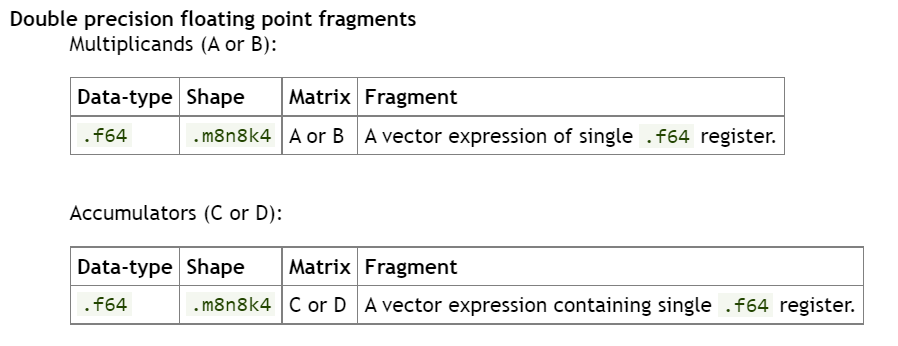 Double precision floating point fragments
Multiplicands (A or B):
Data-type Shape Matrix Fragment
.f64 .m8n8k4 A or B A vector expression of single .f64 register.
Accumulators (C or D):
Data-type Shape Matrix Fragment
.f64 .m8n8k4 C or D A vector expression containing single .f64 register.